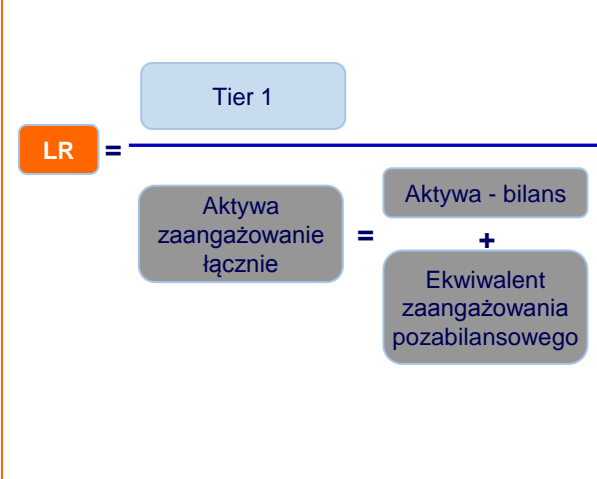 Tier 1
LR =
Aktywa
zaangażowanie
łącznie
=
Aktywa - bilans
+
Ekwiwalent
zaangażowania
pozabilansowego